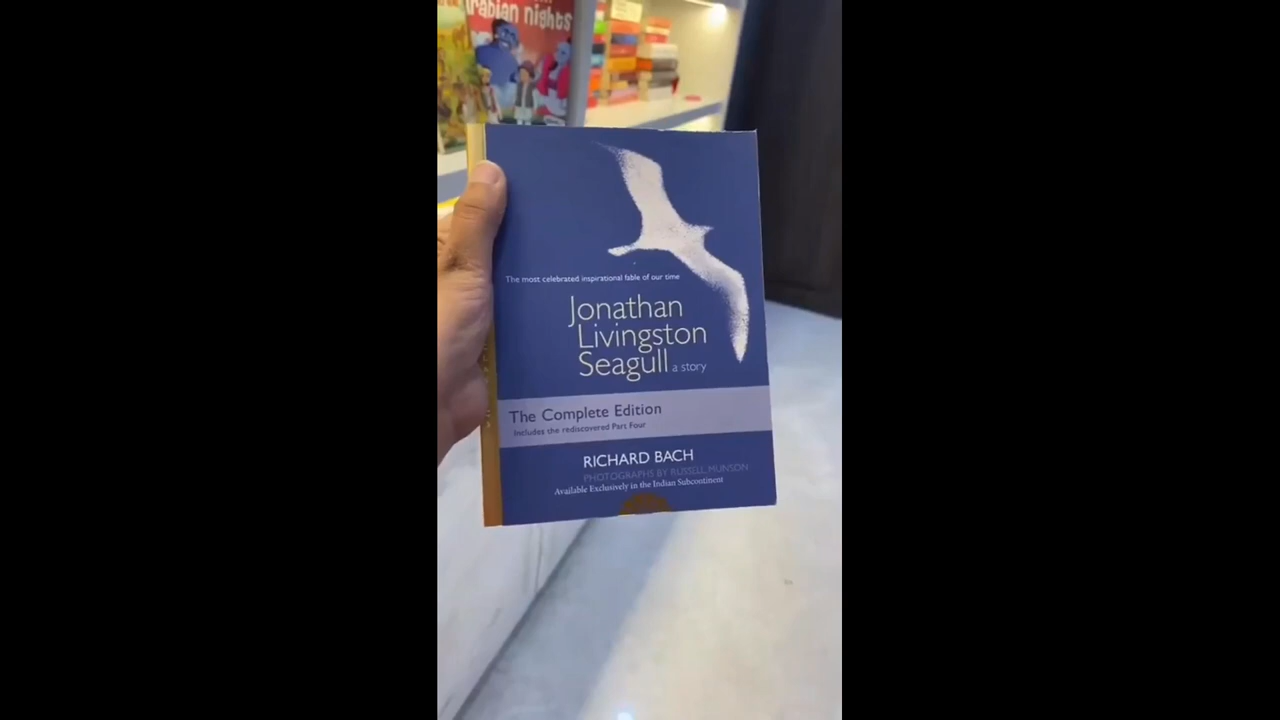 rabian nights
The most celebrated inspirational fable of our time
Jonathan
Livingston
Seagull a story
The Complete Edition
Includes the rediscovered Part Four
RICHARD BACH
PHOTOGRAPHS BY RUSSELL MUNSON
Available Exclusively in the Indian Subcontinent